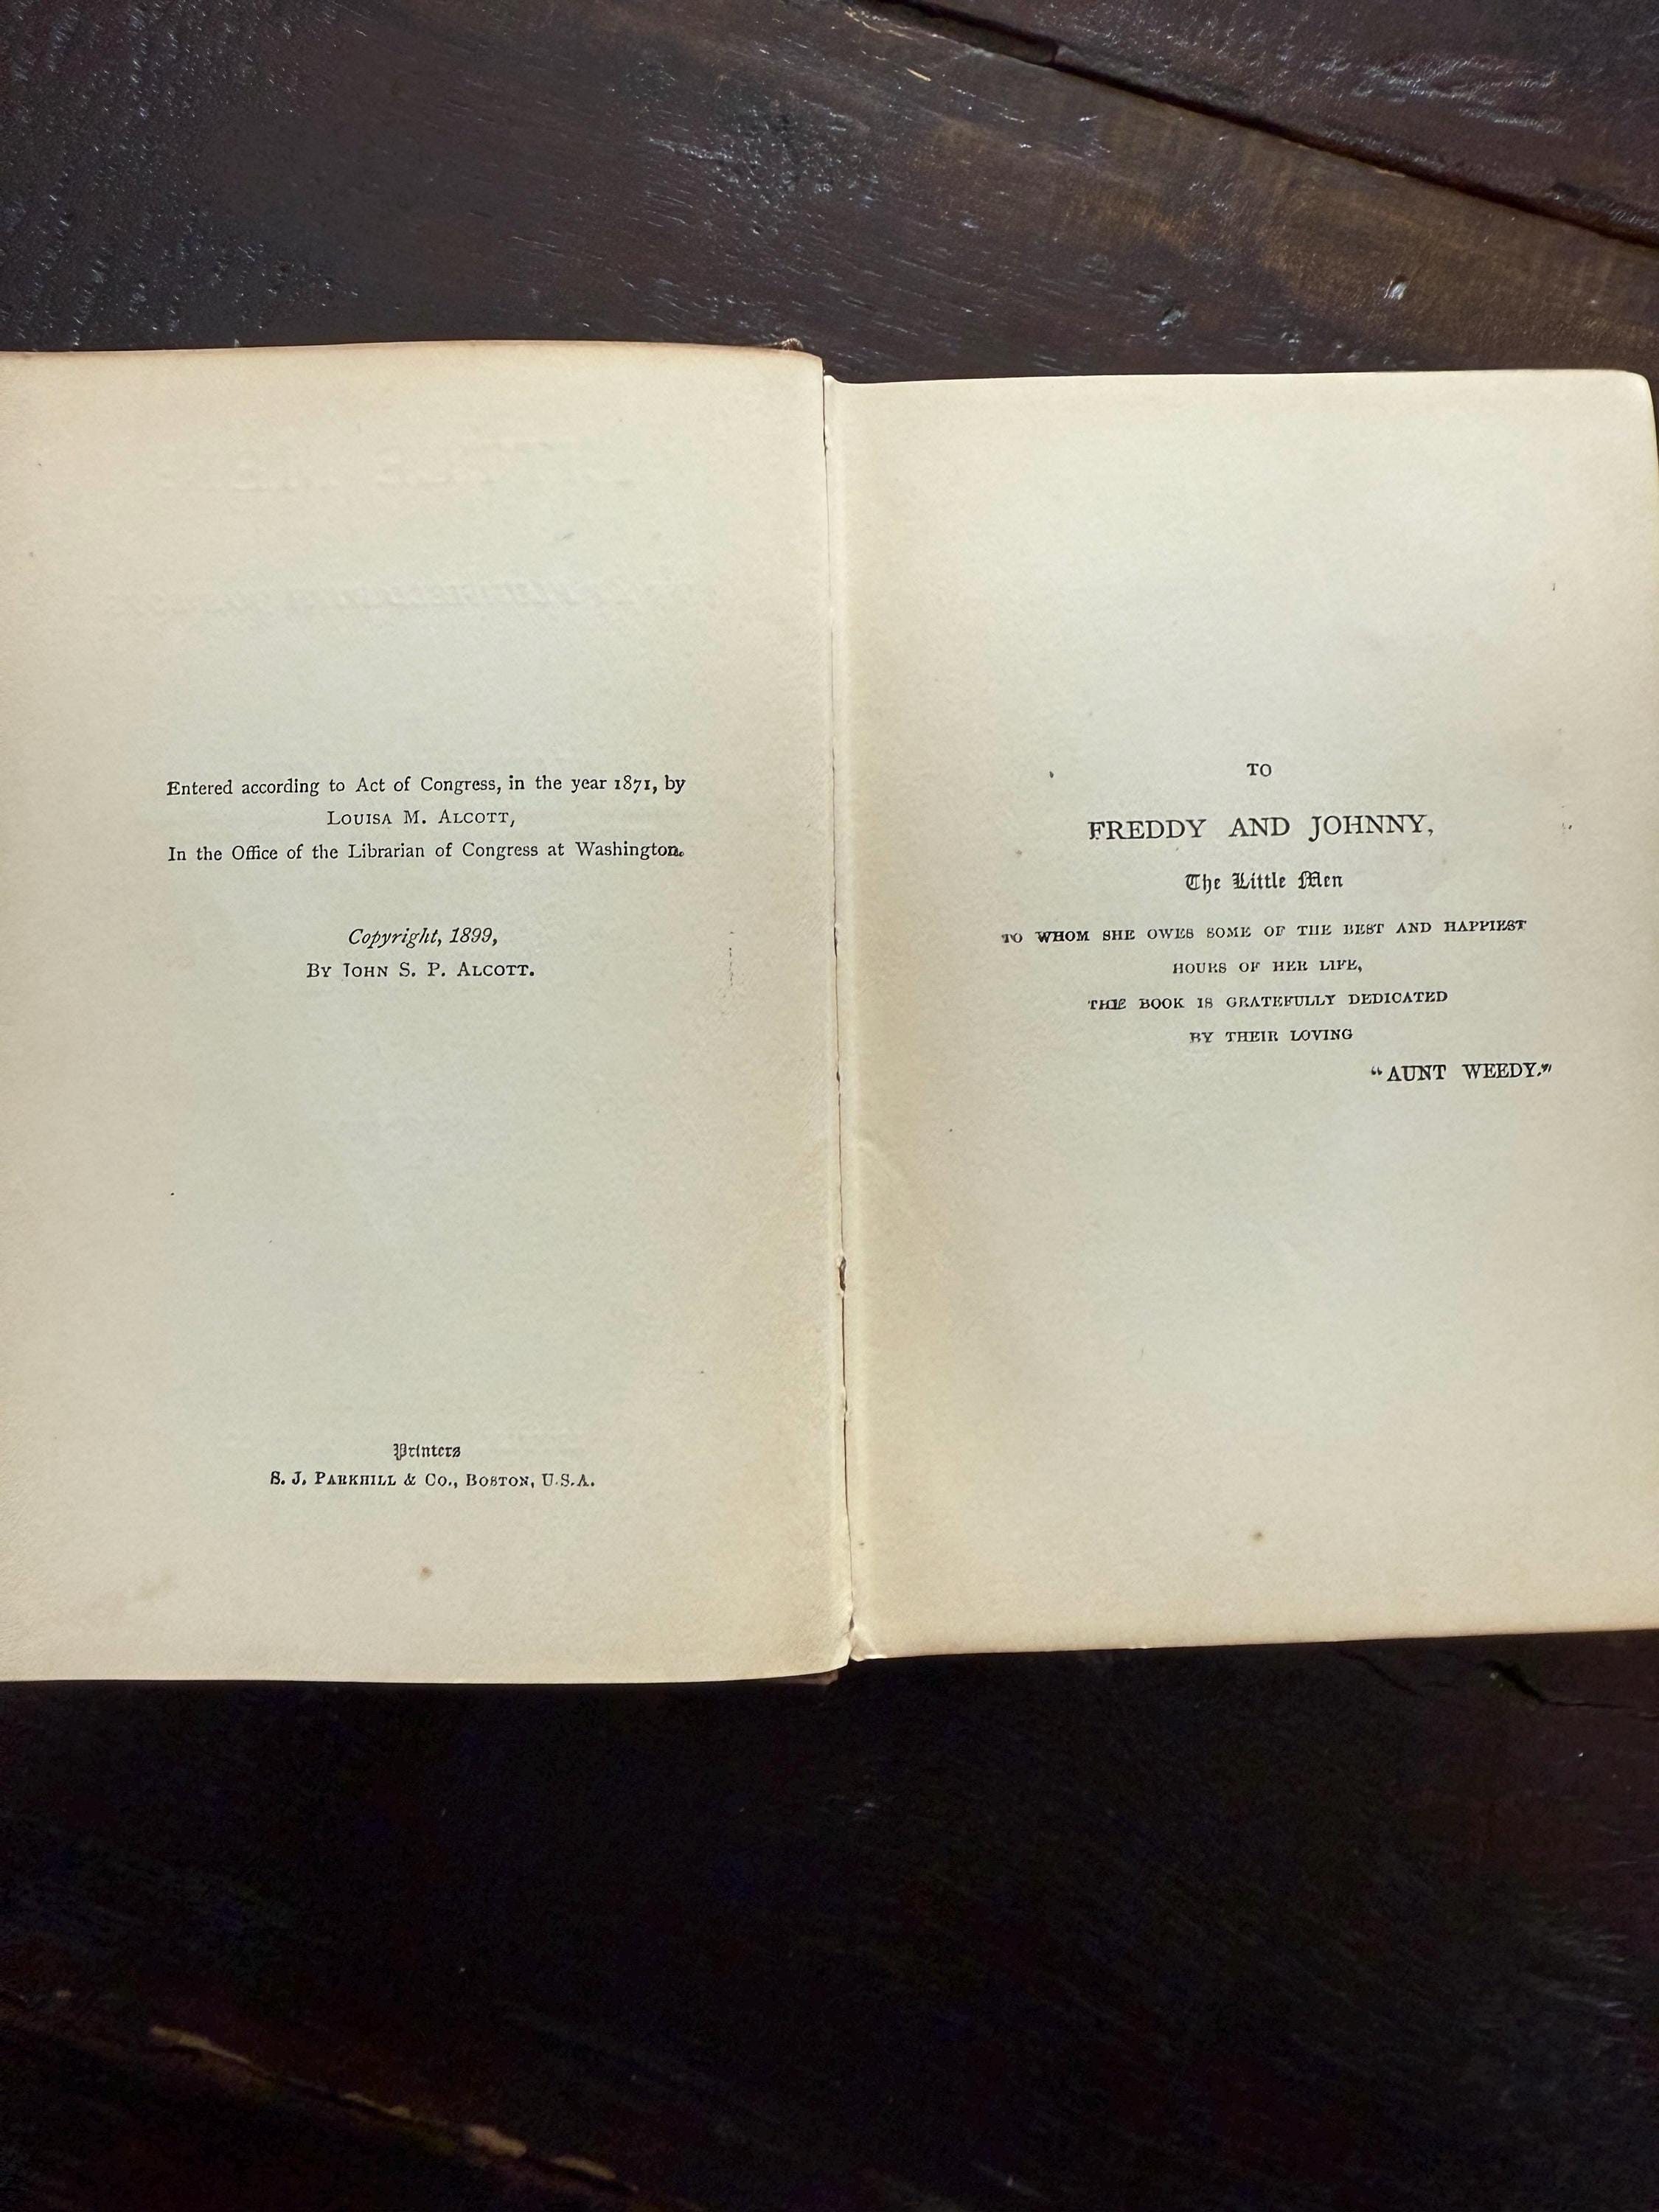 Entered according to Act of Congress, in the year 1871, by
LOUISA M. ALCOTT,
In the Office of the Librarian of Congress at Washington.
Copyright, 1899,
BY JOHN S. P. ALCOTT.
Printers
S. J. PARKHILL & CO., BOSTON, U.S.A.
TO
FREDDY AND JOHNNY,
The Little Men
TO WHOM SHE OWES SOME OF THE BEST AND HAPPIEST
HOURS OF HER LIFE,
THIS BOOK IS GRATEFULLY DEDICATED
BY THEIR LOVING
"AUNT WEEDY."